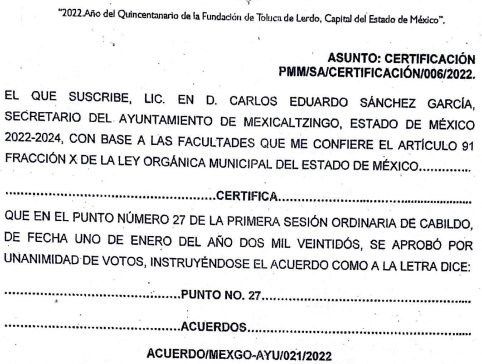 "2022.Año del Quincentenario de la Fundación de Toluca de Lerdo, Capital del Estado de México".
ASUNTO: CERTIFICACIÓN
PMM/SA/CERTIFICACIÓN/006/2022.
EL QUE SUSCRIBE, LIC. EN D. CARLOS EDUARDO SÁNCHEZ GARCÍA,
SECRETARIO DEL AYUNTAMIENTO DE MEXICALTZINGO, ESTADO DE MÉXICO
2022-2024, CON BASE A LAS FACULTADES QUE ME CONFIERE EL ARTÍCULO 91
FRACCIÓN X DE LA LEY ORGÁNICA MUNICIPAL DEL ESTADO DE MÉXICO..............
......................................................CERTIFICA......................................................
QUE EN EL PUNTO NÚMERO 27 DE LA PRIMERA SESIÓN ORDINARIA DE CABILDO,
DE FECHA UNO DE ENERO DEL AÑO DOS MIL VEINTIDÓS, SE APROBÓ POR
UNANIMIDAD DE VOTOS, INSTRUYÉNDOSE EL ACUERDO COMO A LA LETRA DICE:
.............................................PUNTO NO. 27......................................................
.............................................ACUERDOS.........................................................
ACUERDO/MEXGO-AYU/021/2022